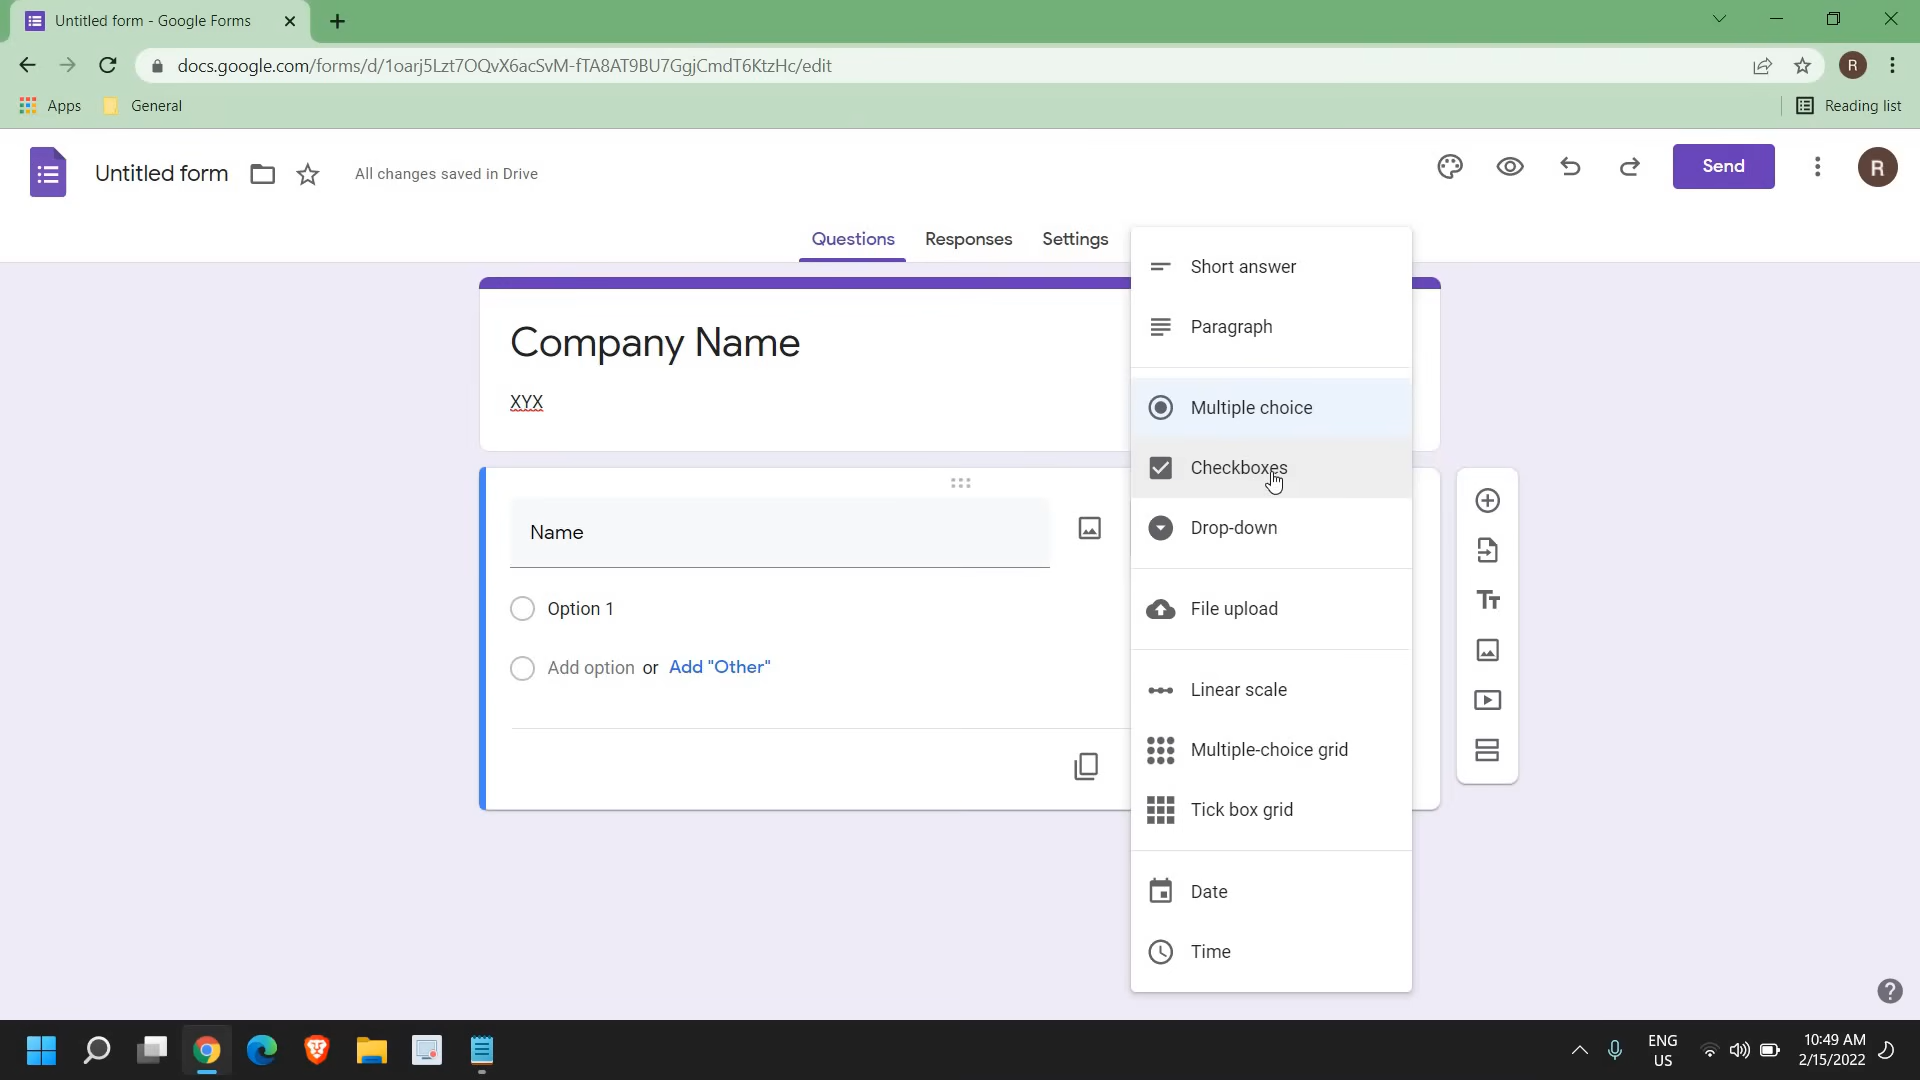 Untitled form - Google Forms
docs.google.com/forms/d/1oarj5Lzt7OQvX6acSvM-fTA8AT9BU7GgjCmdT6KtzHc/edit
R
Apps
General
Reading list
Untitled form
All changes saved in Drive
Send
R
Questions
Responses
Settings
Company Name
XYX
Name
Option 1
Add option or Add "Other"
Short answer
Paragraph
Multiple choice
Checkboxes
Drop-down
File upload
Linear scale
Multiple-choice grid
Tick box grid
Date
Time
Tт
?
ENG
US
10:49 AM
2/15/2022